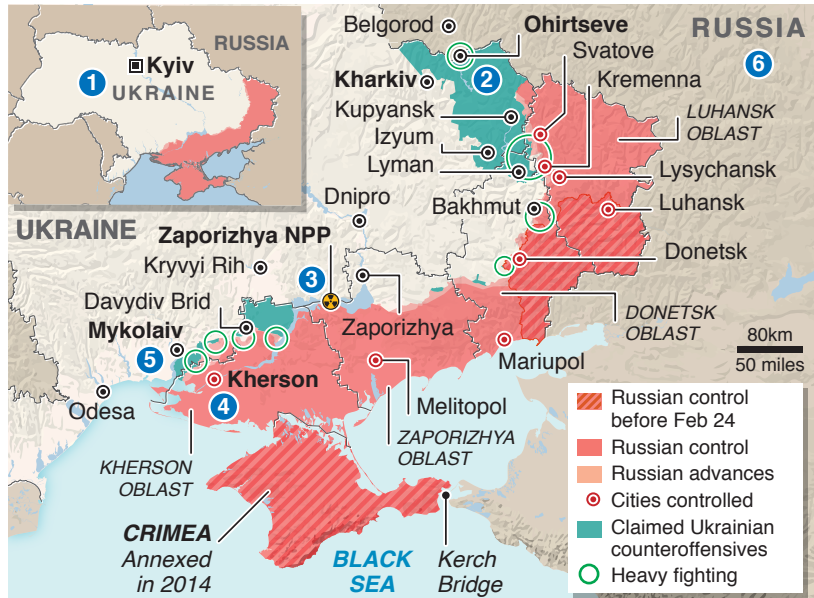 RUSSIA
1
Kyiv
UKRAINE
Belgorod
Ohirtseve
RUSSIA
6
Svatove
2
Kharkiv
Kremenna
Kupyansk
LUHANSK
OBLAST
Izyum
Lyman
Lysychansk
Dnipro
Bakhmut
Luhansk
UKRAINE
Zaporizhya NPP
Donetsk
Kryvyi Rih
3
Davydiv Brid
Zaporizhya
DONETSK
OBLAST
Mykolaiv
5
Mariupol
80km
50 miles
Kherson
4
Melitopol
Odesa
ZAPORIZHYA
OBLAST
KHERSON
OBLAST
CRIMEA
Annexed
in 2014
BLACK
SEA
Kerch
Bridge
Russian control
before Feb 24
Russian control
Russian advances
Cities controlled
Claimed Ukrainian
counteroffensives
Heavy fighting